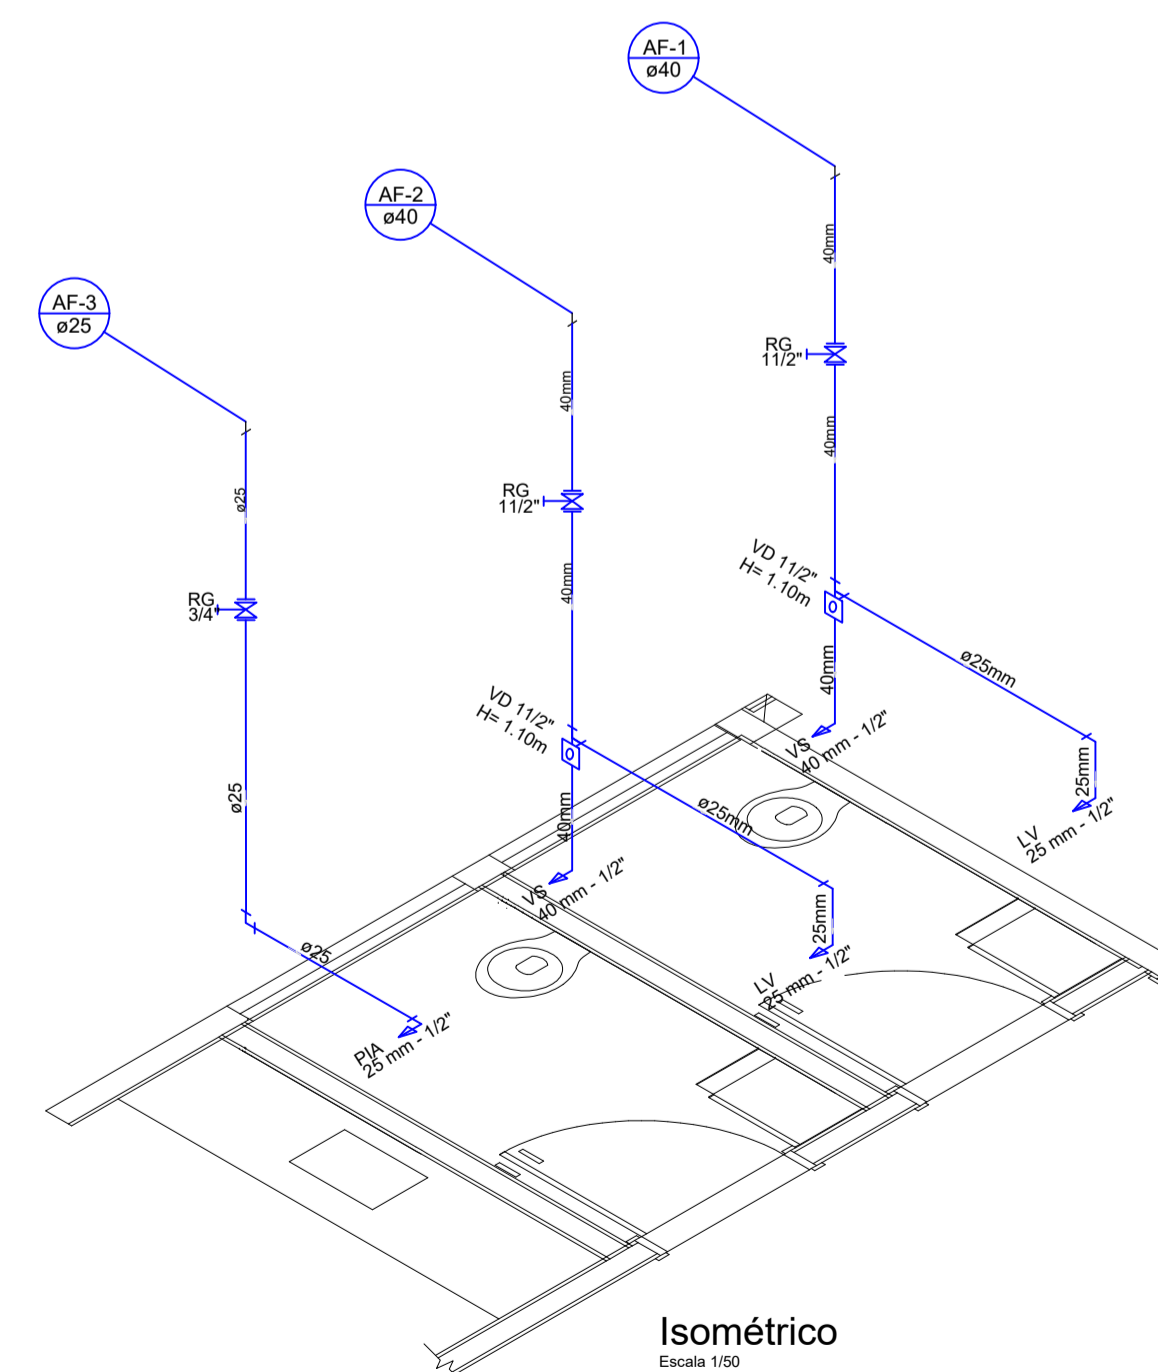 AF-1
ø40
AF-2
ø40
AF-3
ø25
40mm
RG
11/2"
40mm
40mm
RG
11/2"
ø25
RG
3/4"
40mm
VD 11/2"
H= 1.10m
40mm
ø25mm
VS
40 mm - 1/2"
25mm
LV
25 mm - 1/2"
VD 11/2"
H= 1.10m
40mm
ø25mm
VS
40 mm - 1/2"
25mm
LV
25 mm - 1/2"
ø25
ø25
PIA
25 mm - 1/2"
Isométrico
Escala 1/50